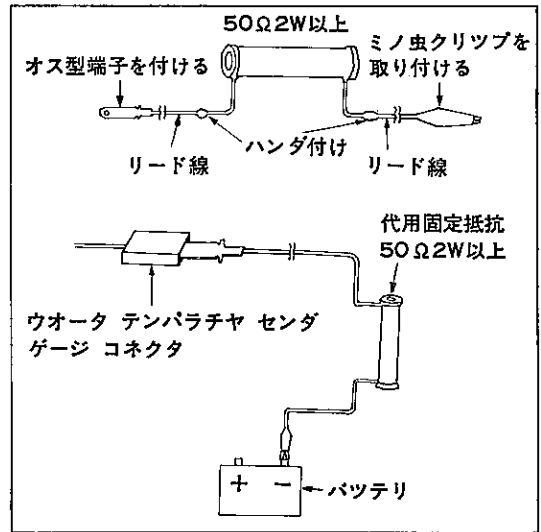 50Ω2W以上
ミノ虫クリツプを
取り付ける
オス型端子を付ける
ハンダ付け
リード線
リード線
代用固定抵抗
50Ω2W以上
ウオータ テンパラチヤ センダ
ゲージ コネクタ
+ −
バツテリ